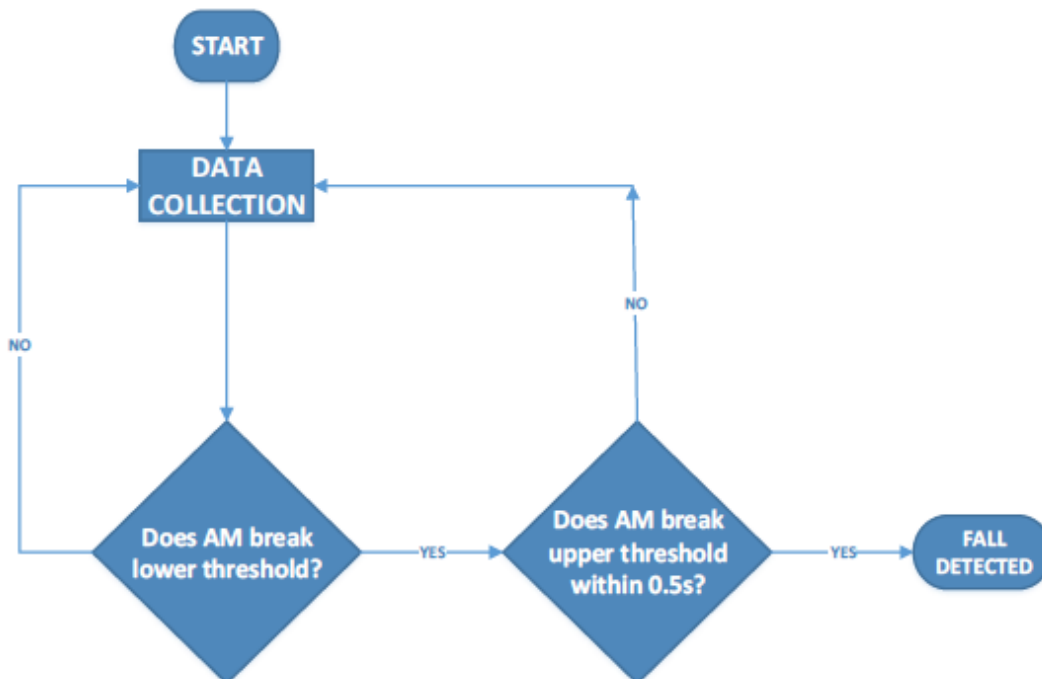 START
DATA
COLLECTION
NO
NO
Does AM break
lower threshold?
YES
Does AM break
upper threshold
within 0.5s?
YES
FALL
DETECTED